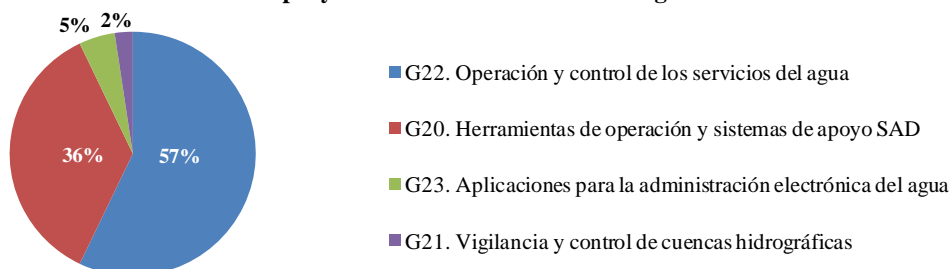 5%
2%
36%
57%
G22. Operación y control de los servicios del agua
G20. Herramientas de operación y sistemas de apoyo SAD
G23. Aplicaciones para la administración electrónica del agua
G21. Vigilancia y control de cuencas hidrográficas